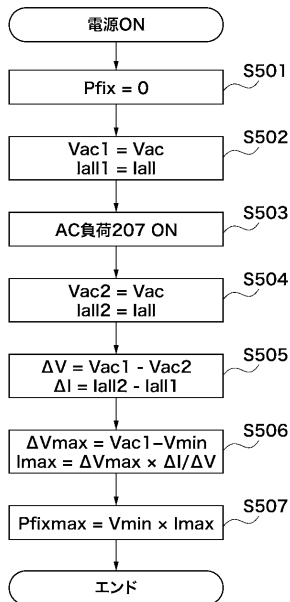 電源ON
Pfix = 0
S501
Vac1 = Vac
Iall1 = Iall
S502
AC負荷207 ON
S503
Vac2 = Vac
Iall2 = Iall
S504
ΔV = Vac1 - Vac2
ΔI = Iall2 - Iall1
S505
ΔVmax = Vac1−Vmin
Imax = ΔVmax × ΔI/ΔV
S506
Pfixmax = Vmin × Imax
S507
エンド